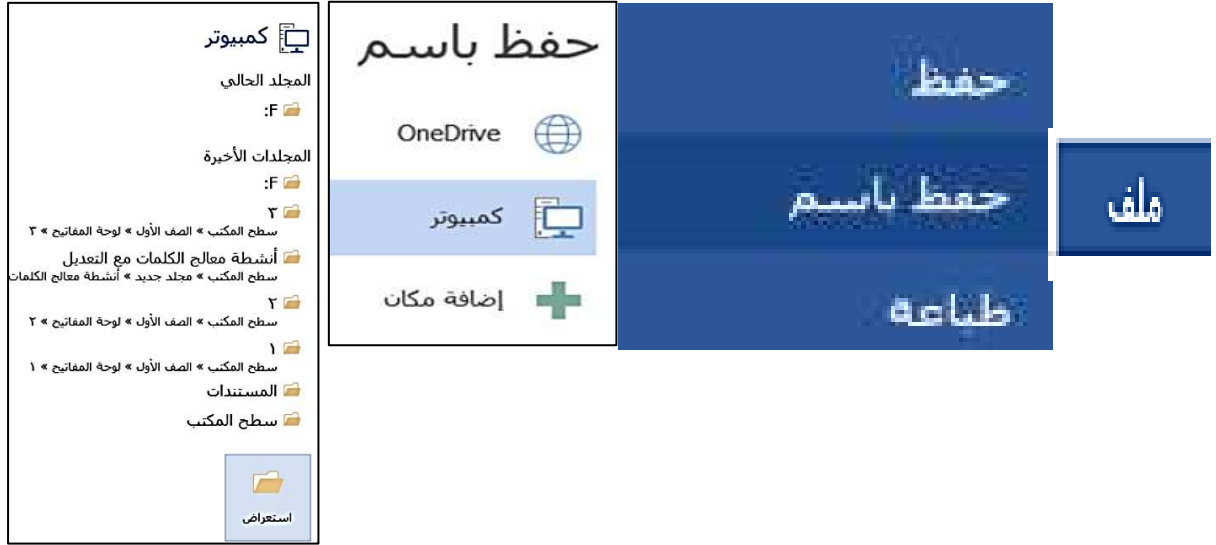 ملف
حفظ
حفظ باسم
طباعة
حفظ باسم
OneDrive
كمبيوتر
إضافة مكان
كمبيوتر
المجلد الحالي
F:
المجلدات الأخيرة
F:
٣
سطح المكتب » الصف الأول » لوحة المفاتيح » ٣
أنشطة معالج الكلمات مع التعديل
سطح المكتب » مجلد جديد » أنشطة معالج الكلمات
٢
سطح المكتب » الصف الأول » لوحة المفاتيح » ٢
١
سطح المكتب » الصف الأول » لوحة المفاتيح » ١
المستندات
سطح المكتب
استعراض